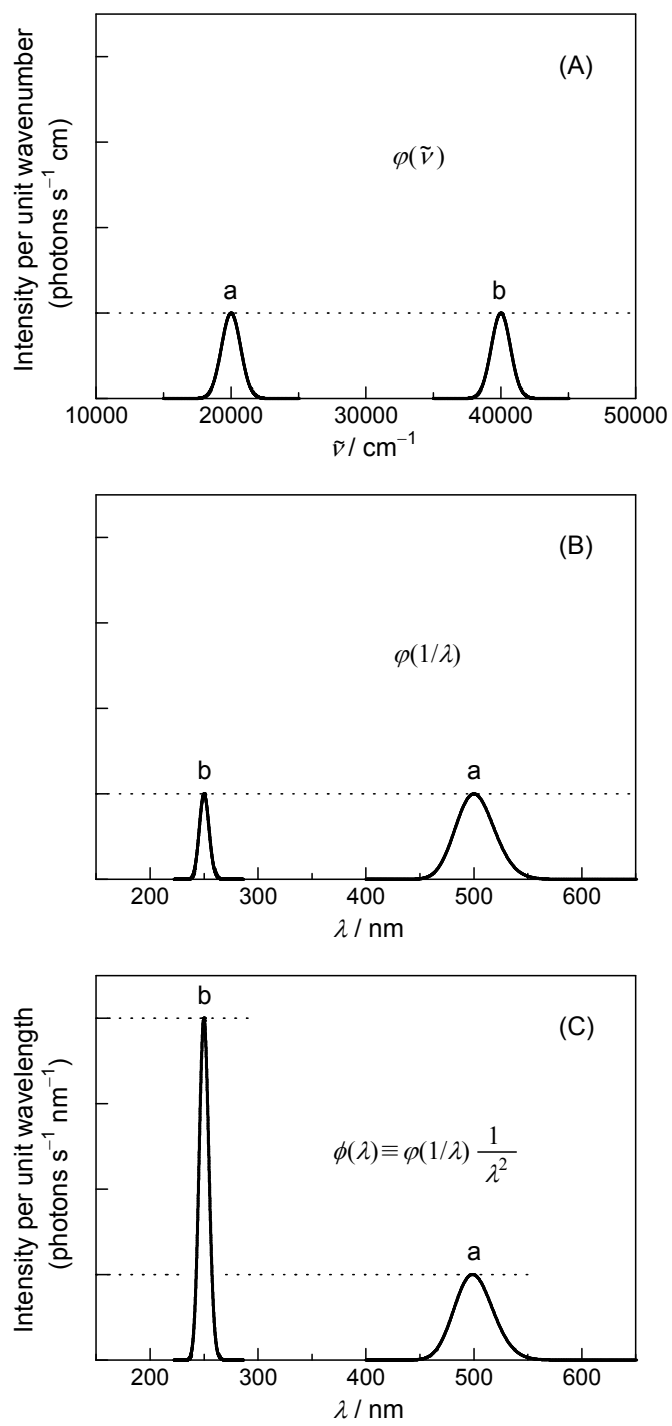 Intensity per unit wavenumber
(photons s⁻¹ cm)
(A)
φ(ν̃)
a
b
10000 20000 30000 40000 50000
ν̃ / cm⁻¹
(B)
φ(1/λ)
b
a
200 300 400 500 600
λ / nm
Intensity per unit wavelength
(photons s⁻¹ nm⁻¹)
b
(C)
ϕ(λ)≡φ(1/λ) 1/λ²
a
200 300 400 500 600
λ / nm